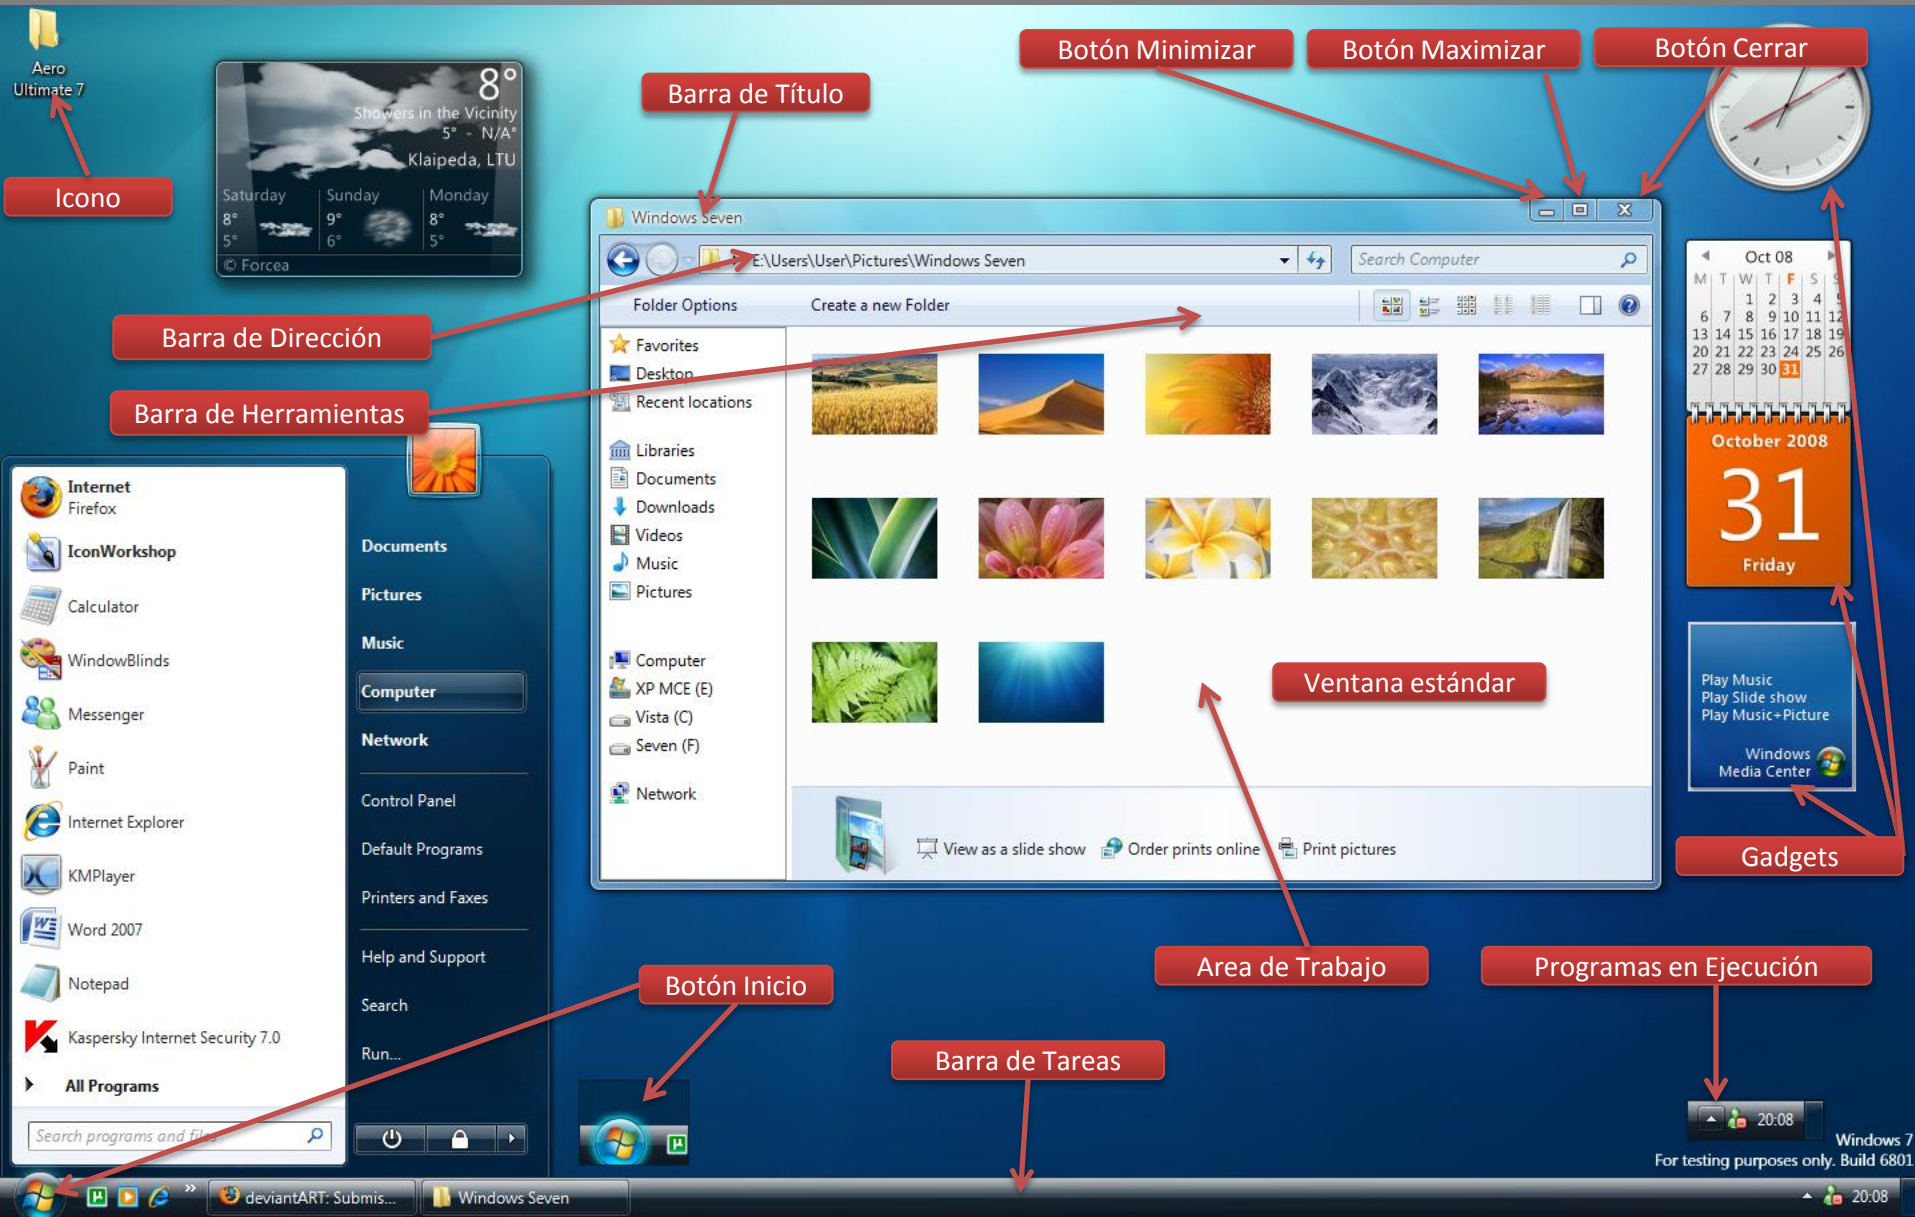 Aero
Ultimate 7
Icono
8°
Showers in the Vicinity
5° - N/A°
Klaipeda, LTU
Saturday
Sunday
Monday
8°
9°
8°
5°
6°
5°
© Forcea
Barra de Título
Botón Minimizar
Botón Maximizar
Botón Cerrar
Windows Seven
E:\Users\User\Pictures\Windows Seven
Search Computer
Folder Options
Create a new Folder
Barra de Dirección
Barra de Herramientas
Favorites
Desktop
Recent locations
Libraries
Documents
Downloads
Videos
Music
Pictures
Computer
XP MCE (E)
Vista (C)
Seven (F)
Network
Ventana estándar
View as a slide show
Order prints online
Print pictures
Oct 08
M T W T F S S
1 2 3 4 5
6 7 8 9 10 11 12
13 14 15 16 17 18 19
20 21 22 23 24 25 26
27 28 29 30 31
October 2008
31
Friday
Play Music
Play Slide show
Play Music+Picture
Windows
Media Center
Gadgets
Internet
Firefox
IconWorkshop
Calculator
WindowBlinds
Messenger
Paint
Internet Explorer
KMPlayer
Word 2007
Notepad
Kaspersky Internet Security 7.0
All Programs
Search programs and files
Documents
Pictures
Music
Computer
Network
Control Panel
Default Programs
Printers and Faxes
Help and Support
Search
Run...
Botón Inicio
Area de Trabajo
Programas en Ejecución
Barra de Tareas
20:08
Windows 7
For testing purposes only. Build 6801
deviantART: Submis...
Windows Seven
20:08